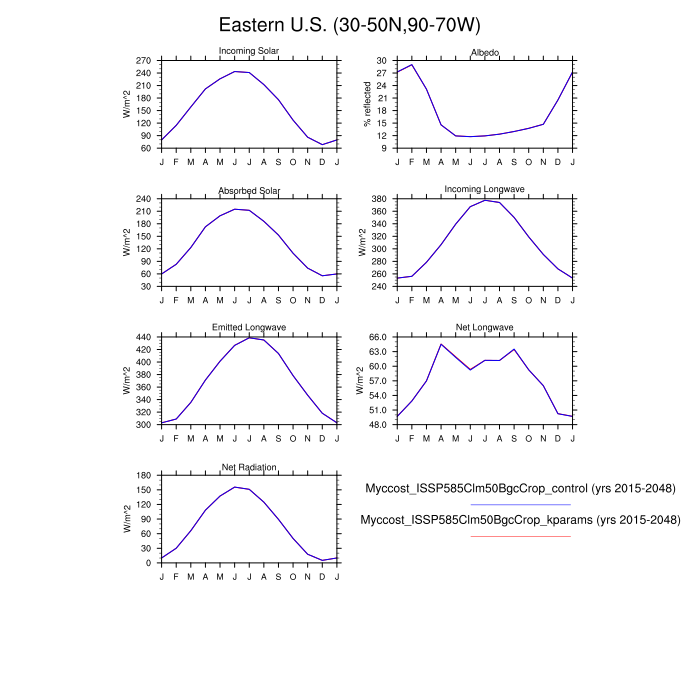 Eastern U.S. (30-50N,90-70W)
Incoming Solar
W/m^2
270
240
210
180
150
120
90
60
J F M A M J J A S O N D J
Albedo
% reflected
30
27
24
21
18
15
12
9
J F M A M J J A S O N D J
Absorbed Solar
W/m^2
240
210
180
150
120
90
60
30
J F M A M J J A S O N D J
Incoming Longwave
W/m^2
380
360
340
320
300
280
260
240
J F M A M J J A S O N D J
Emitted Longwave
W/m^2
440
420
400
380
360
340
320
300
J F M A M J J A S O N D J
Net Longwave
W/m^2
66.0
63.0
60.0
57.0
54.0
51.0
48.0
J F M A M J J A S O N D J
Net Radiation
W/m^2
180
150
120
90
60
30
0
J F M A M J J A S O N D J
Myccost_ISSP585Clm50BgcCrop_control (yrs 2015-2048)
Myccost_ISSP585Clm50BgcCrop_kparams (yrs 2015-2048)